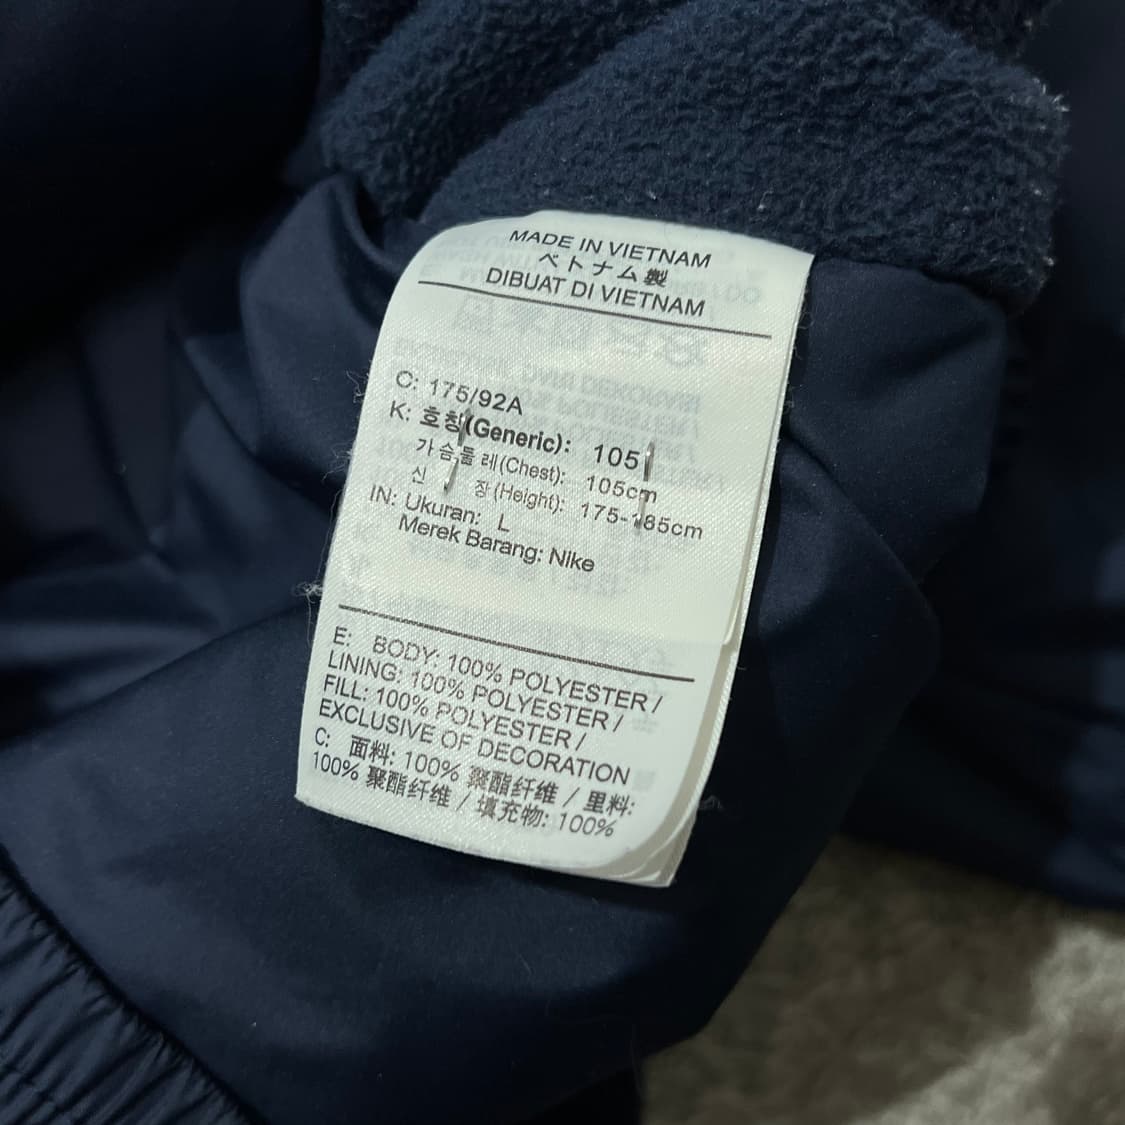 MADE IN VIETNAM
ベトナム製
DIBUAT DI VIETNAM
C: 175/92A
K: 호칭(Generic): 105
가슴둘레(Chest): 105cm
신 장(Height): 175-185cm
IN: Ukuran: L
Merek Barang: Nike
E: BODY: 100% POLYESTER /
LINING: 100% POLYESTER /
FILL: 100% POLYESTER /
EXCLUSIVE OF DECORATION
C: 面料: 100% 聚酯纤维 / 里料:
100% 聚酯纤维 / 填充物: 100%